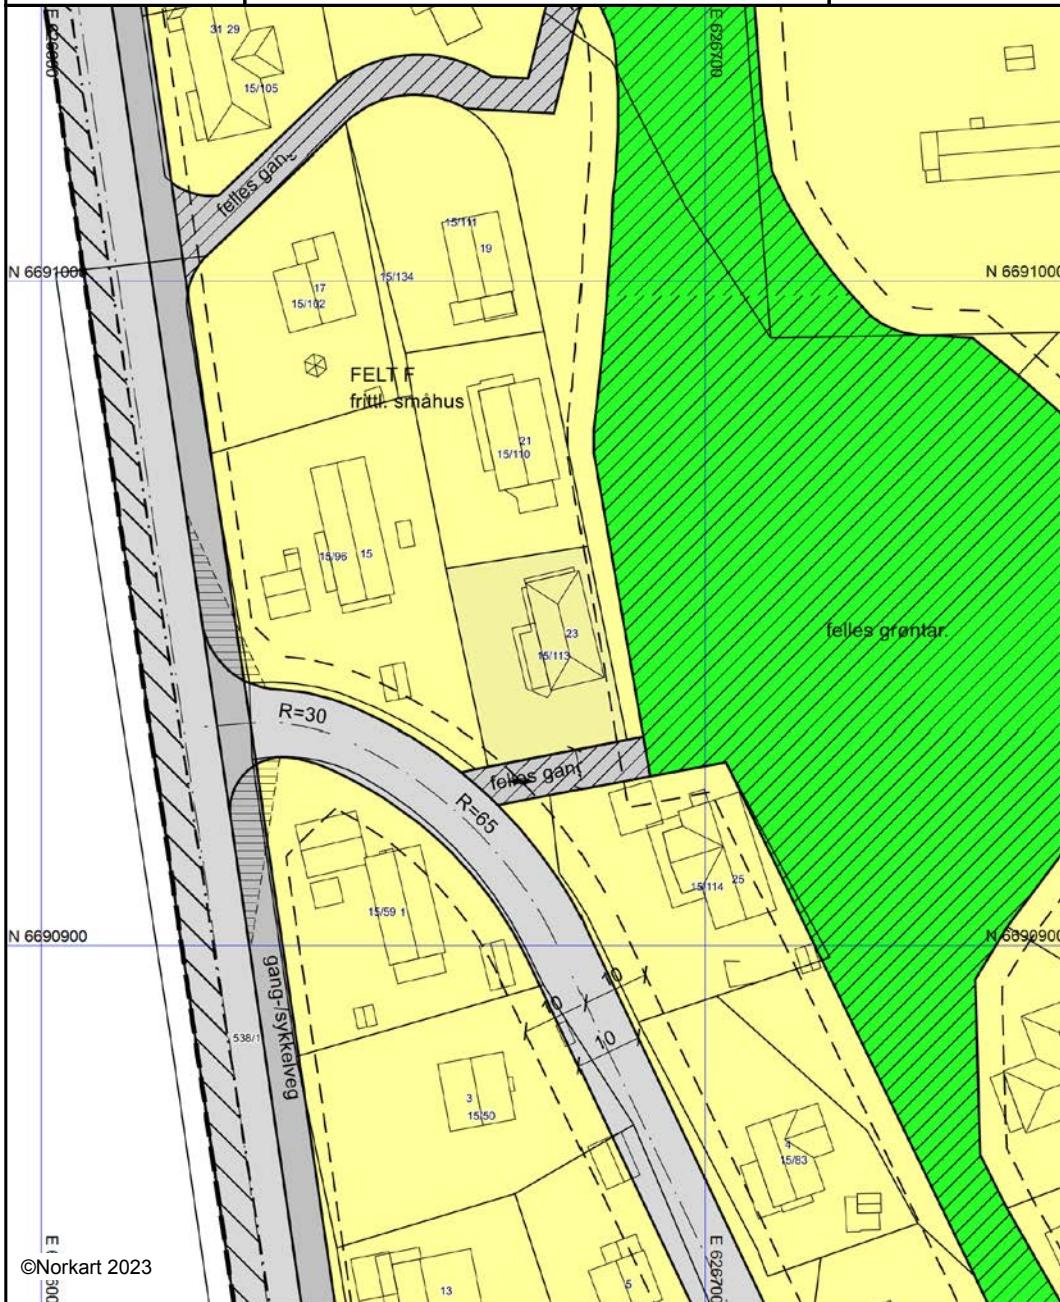 31 29
E 626600
E 626700
15/105
felles gang
15/111
19
N 6691000
N 6691000
15/134
17
15/102
FELT F
frittl. småhus
21
15/110
15/96
15
23
felles grøntar.
15/113
R=30
felles gang
R=65
15/114
25
15/59 1
N 6690900
N 6690900
gang-/sykkelveg
10
10
10
538/1
3
15/50
4
15/83
E 626700
©Norkart 2023
13
5